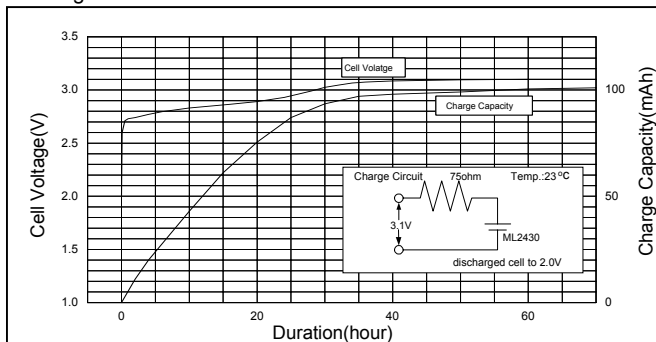 3.5
3.0
2.5
2.0
1.5
1.0
Cell Voltage(V)
Cell Volatge
Charge Capacity
100
50
0
Charge Capacity(mAh)
Charge Circuit 75ohm Temp.:23℃
3.1V
ML2430
discharged cell to 2.0V
0 20 40 60
Duration(hour)